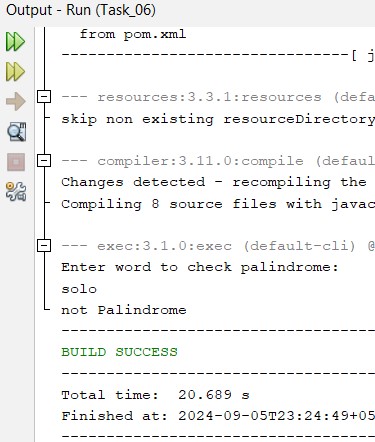 Output - Run (Task_06)
from pom.xml
--------------------------------[ j
--- resources:3.3.1:resources (defa
skip non existing resourceDirectory
--- compiler:3.11.0:compile (defaul
Changes detected - recompiling the
Compiling 8 source files with javac
--- exec:3.1.0:exec (default-cli) @
Enter word to check palindrome:
solo
not Palindrome
------------------------------------
BUILD SUCCESS
------------------------------------
Total time:  20.689 s
Finished at: 2024-09-05T23:24:49+05
------------------------------------